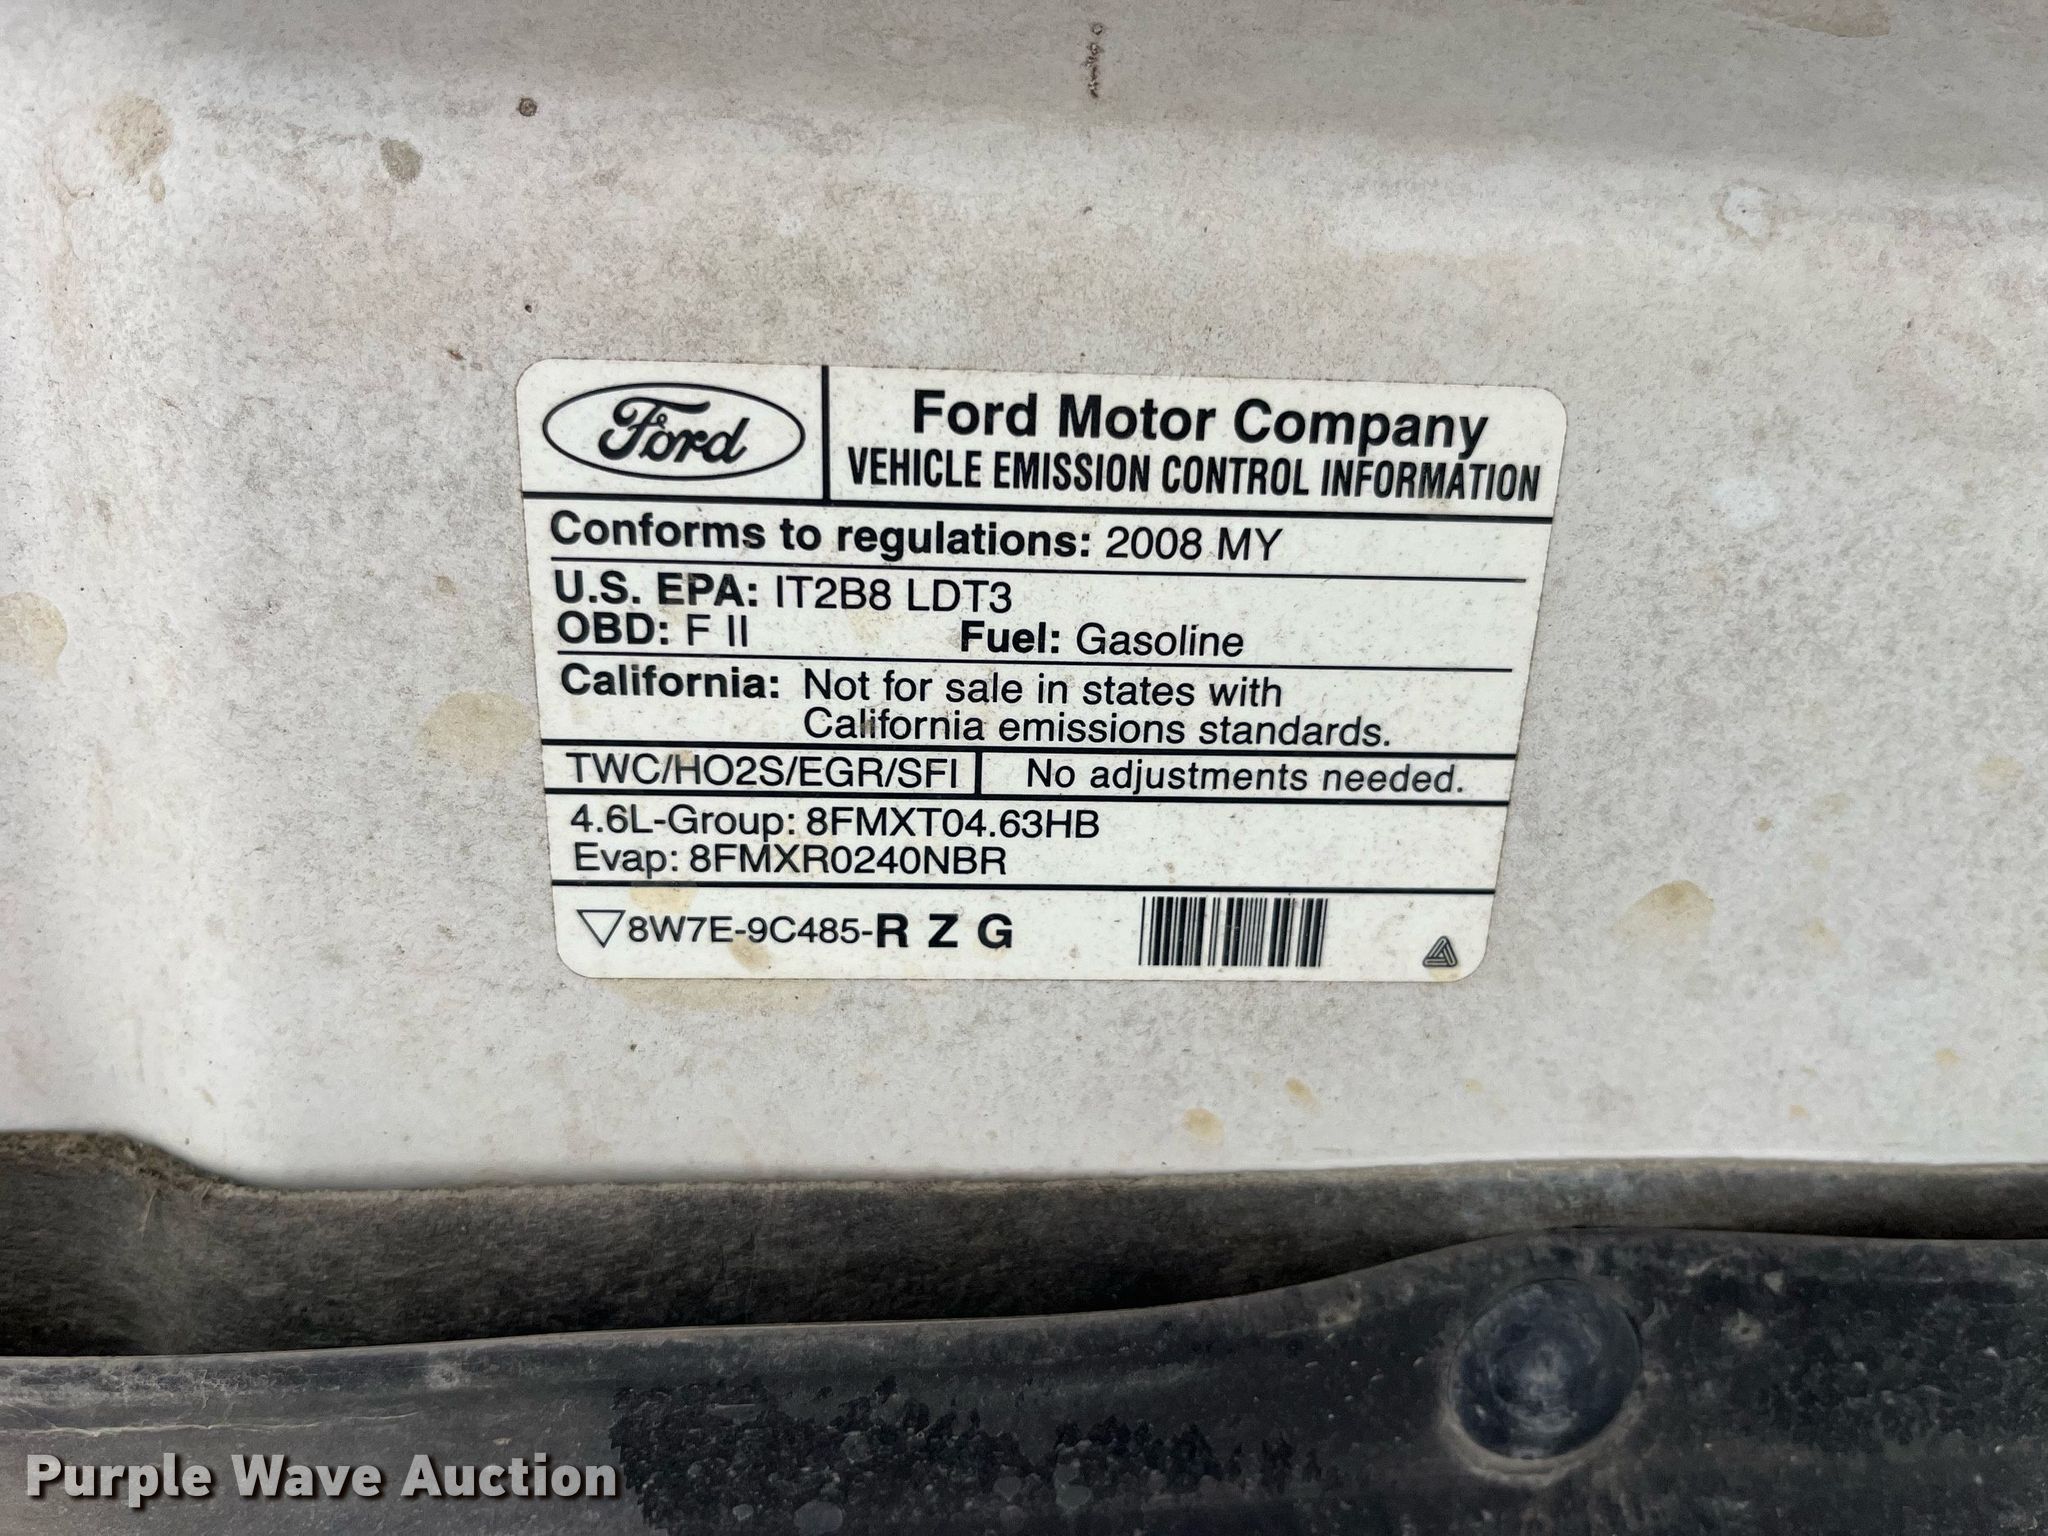 Ford
Ford Motor Company
VEHICLE EMISSION CONTROL INFORMATION
Conforms to regulations: 2008 MY
U.S. EPA: IT2B8 LDT3
OBD: F II Fuel: Gasoline
California: Not for sale in states with
California emissions standards.
TWC/HO2S/EGR/SFI No adjustments needed.
4.6L-Group: 8FMXT04.63HB
Evap: 8FMXR0240NBR
8W7E-9C485-R Z G
Purple Wave Auction